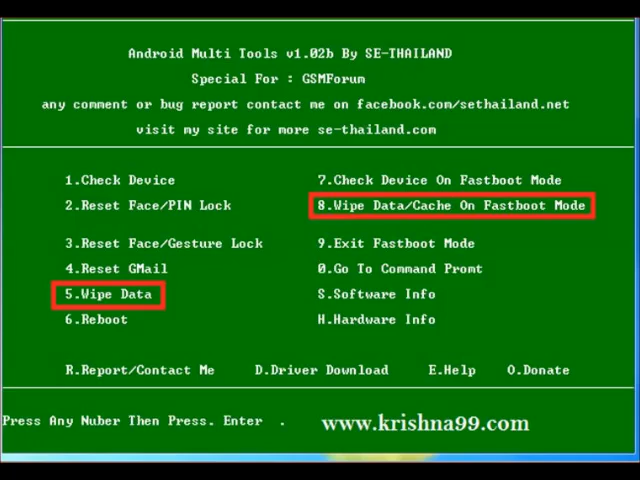 Android Multi Tools v1.02b By SE-THAILAND
Special For : GSMForum
any comment or bug report contact me on facebook.com/sethailand.net
visit my site for more se-thailand.com
1.Check Device
7.Check Device On Fastboot Mode
2.Reset Face/PIN Lock
8.Wipe Data/Cache On Fastboot Mode
3.Reset Face/Gesture Lock
9.Exit Fastboot Mode
4.Reset GMail
0.Go To Command Promt
5.Wipe Data
S.Software Info
6.Reboot
H.Hardware Info
R.Report/Contact Me D.Driver Download E.Help O.Donate
Press Any Nuber Then Press. Enter .
www.krishna99.com